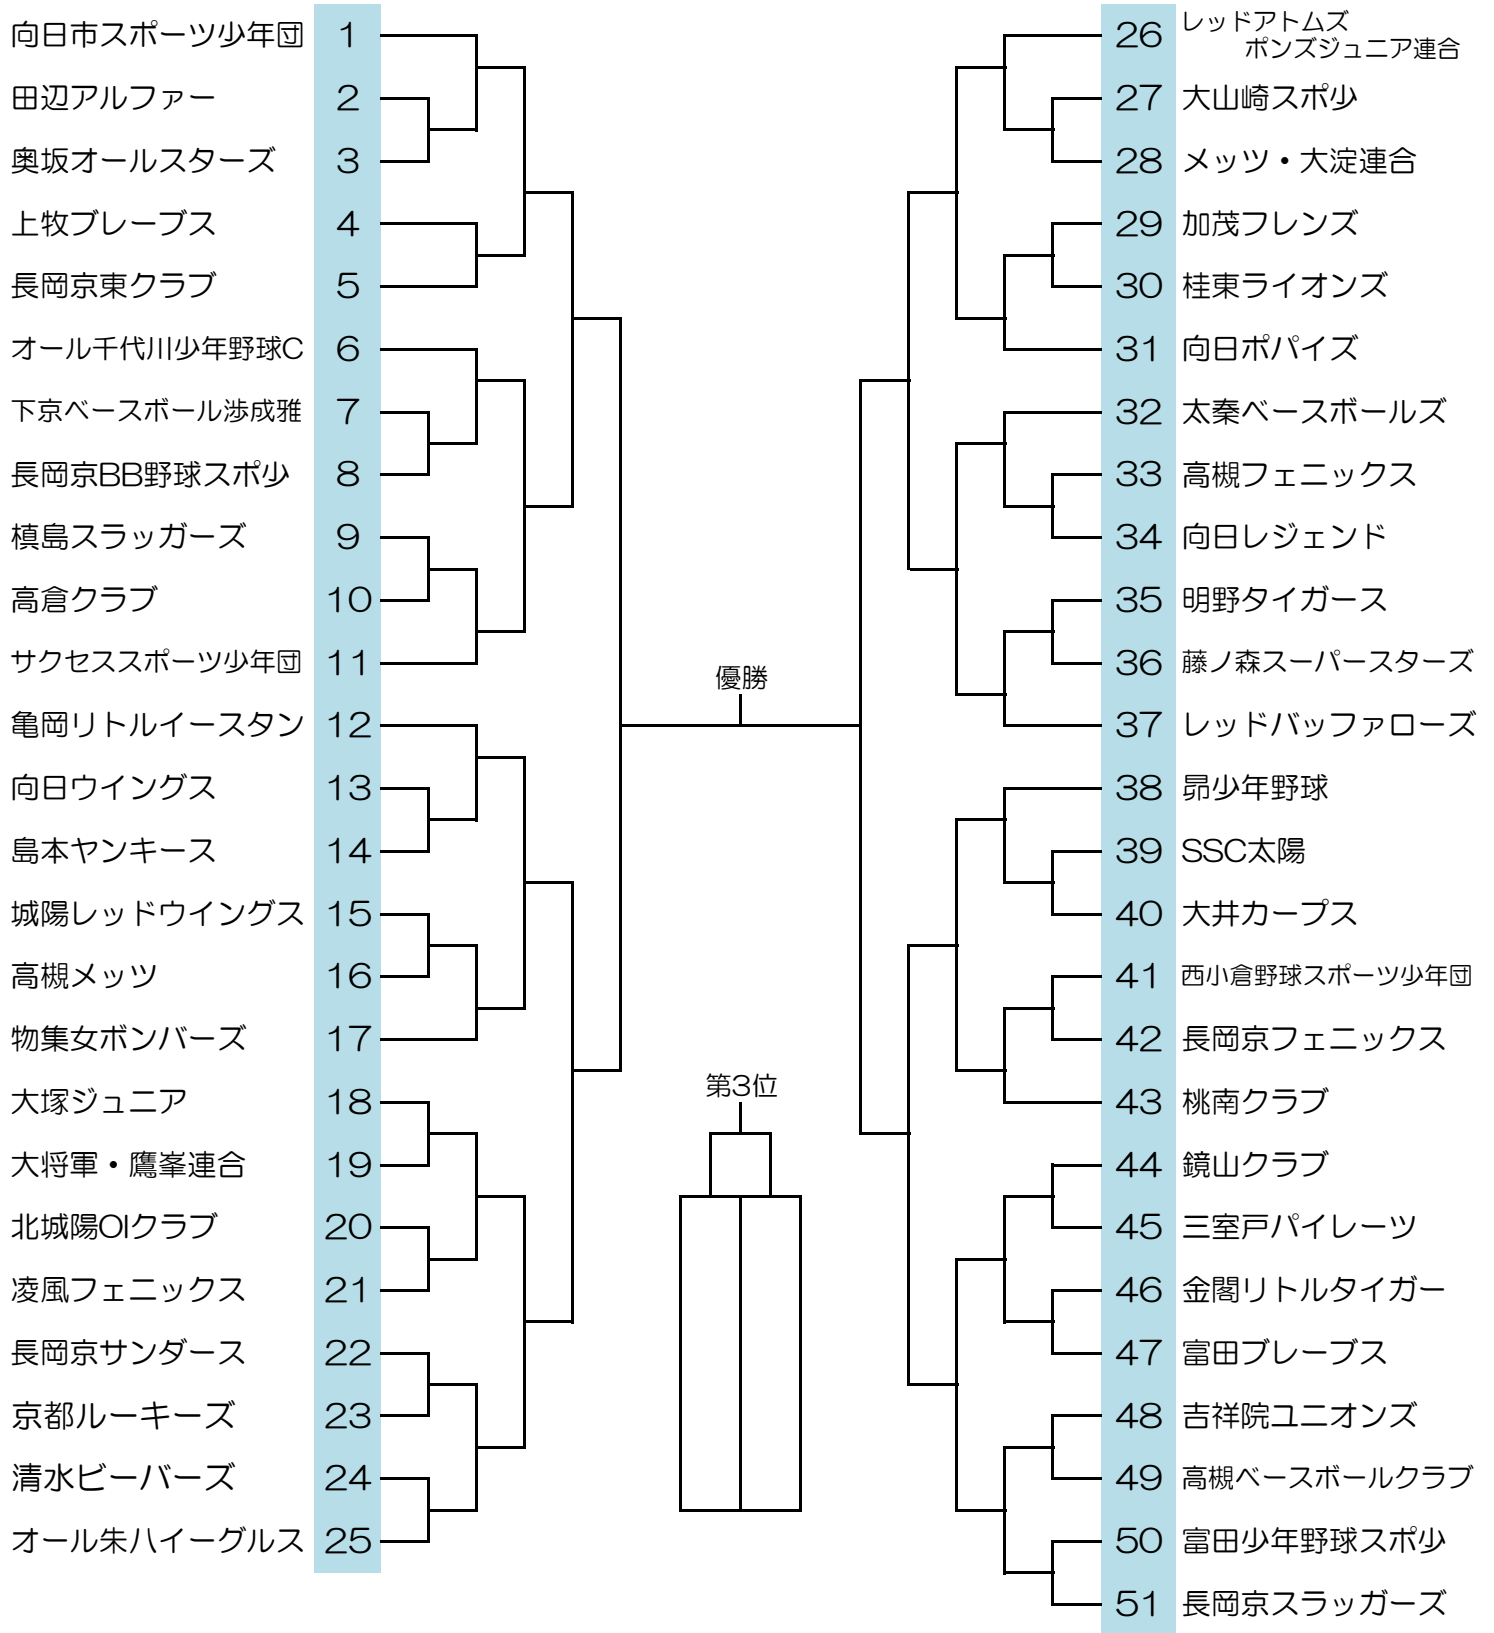 向日市スポーツ少年団 1
田辺アルファー 2
奥坂オールスターズ 3
上牧ブレーブス 4
長岡京東クラブ 5
オール千代川少年野球C 6
下京ベースボール渉成雅 7
長岡京BB野球スポ少 8
槙島スラッガーズ 9
高倉クラブ 10
サクセススポーツ少年団 11
亀岡リトルイースタン 12
向日ウイングス 13
島本ヤンキース 14
城陽レッドウイングス 15
高槻メッツ 16
物集女ボンバーズ 17
大塚ジュニア 18
大将軍・鷹峯連合 19
北城陽OIクラブ 20
凌風フェニックス 21
長岡京サンダース 22
京都ルーキーズ 23
清水ビーバーズ 24
オール朱八イーグルス 25
優勝
第3位
26 レッドアトムズ
ポンズジュニア連合
27 大山崎スポ少
28 メッツ・大淀連合
29 加茂フレンズ
30 桂東ライオンズ
31 向日ポパイズ
32 太秦ベースボールズ
33 高槻フェニックス
34 向日レジェンド
35 明野タイガース
36 藤ノ森スーパースターズ
37 レッドバッファローズ
38 昴少年野球
39 SSC太陽
40 大井カープス
41 西小倉野球スポーツ少年団
42 長岡京フェニックス
43 桃南クラブ
44 鏡山クラブ
45 三室戸パイレーツ
46 金閣リトルタイガー
47 富田ブレーブス
48 吉祥院ユニオンズ
49 高槻ベースボールクラブ
50 富田少年野球スポ少
51 長岡京スラッガーズ